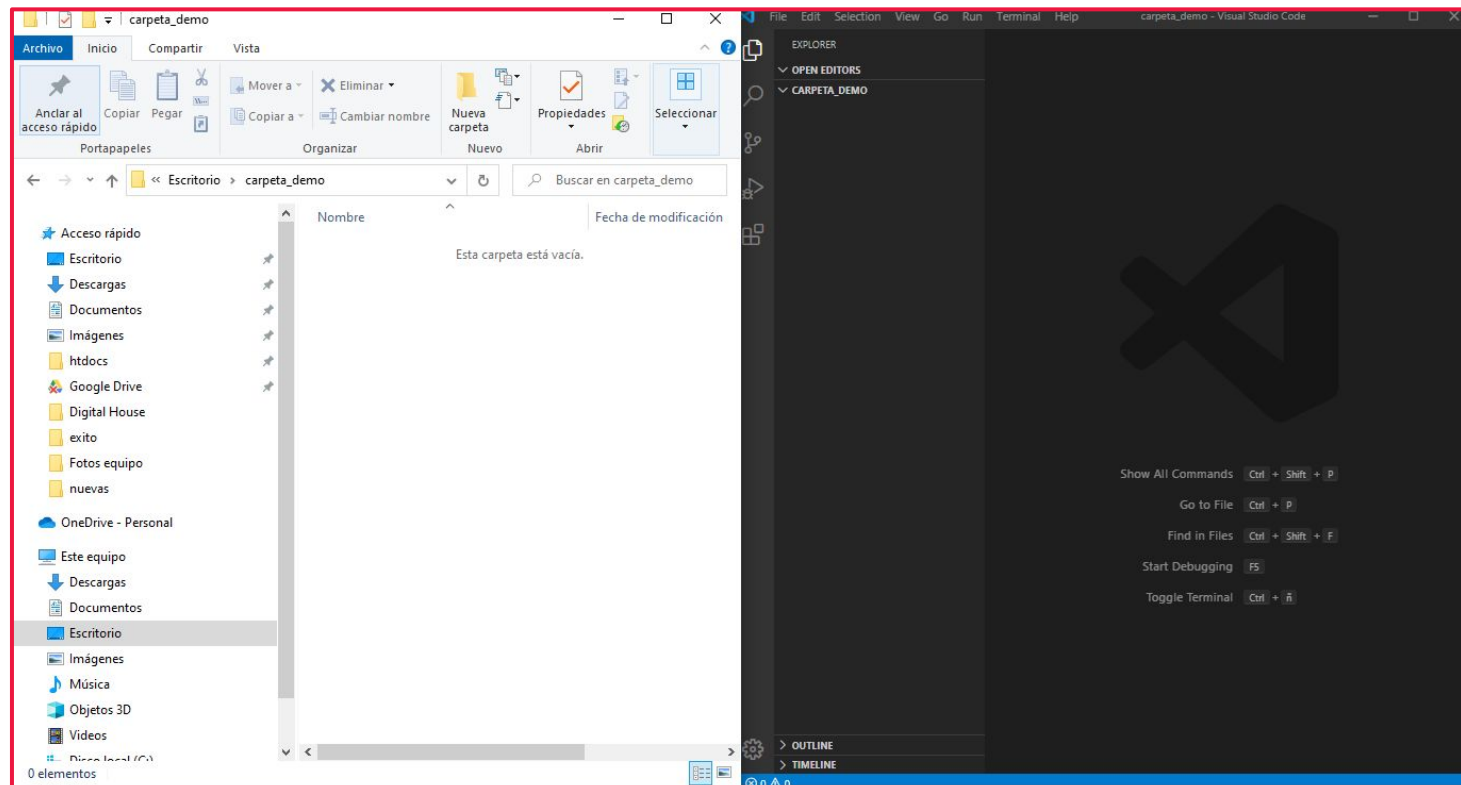 carpeta_demo
Archivo Inicio Compartir Vista
Anclar al acceso rápido
Copiar
Pegar
Mover a
Copiar a
Eliminar
Cambiar nombre
Nueva carpeta
Propiedades
Seleccionar
Portapapeles Organizar Nuevo Abrir
« Escritorio > carpeta_demo
Buscar en carpeta_demo
Nombre Fecha de modificación
Esta carpeta está vacía.
Acceso rápido
Escritorio
Descargas
Documentos
Imágenes
htdocs
Google Drive
Digital House
exito
Fotos equipo
nuevas
OneDrive - Personal
Este equipo
Descargas
Documentos
Escritorio
Imágenes
Música
Objetos 3D
Videos
Disco local (C:)
0 elementos
File Edit Selection View Go Run Terminal Help carpeta_demo - Visual Studio Code
EXPLORER
OPEN EDITORS
CARPETA_DEMO
Show All Commands Ctrl + Shift + P
Go to File Ctrl + P
Find in Files Ctrl + Shift + F
Start Debugging F5
Toggle Terminal Ctrl + ñ
OUTLINE
TIMELINE
0 0